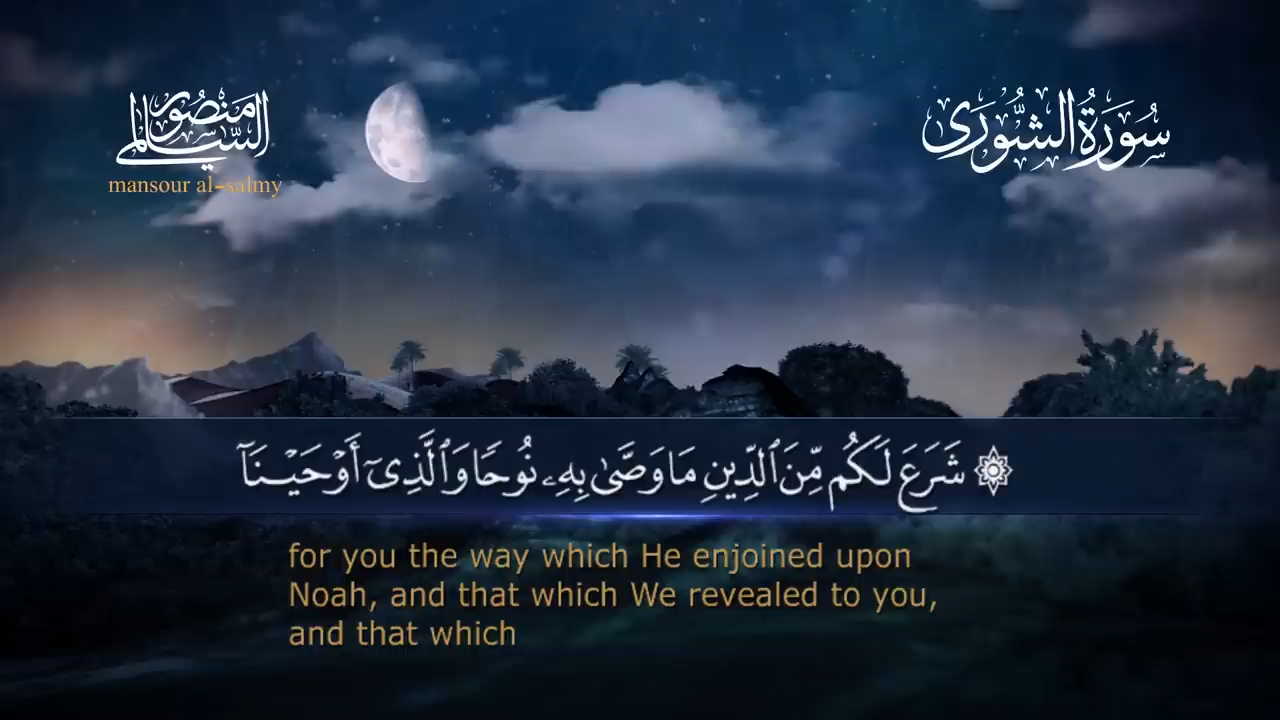 منصور السالمي
mansour al-salmy
سُورَةُ الشُّورَى
۞ شَرَعَ لَكُم مِّنَ ٱلدِّينِ مَا وَصَّىٰ بِهِۦ نُوحًا وَٱلَّذِىٓ أَوْحَيْنَآ
for you the way which He enjoined upon
Noah, and that which We revealed to you,
and that which